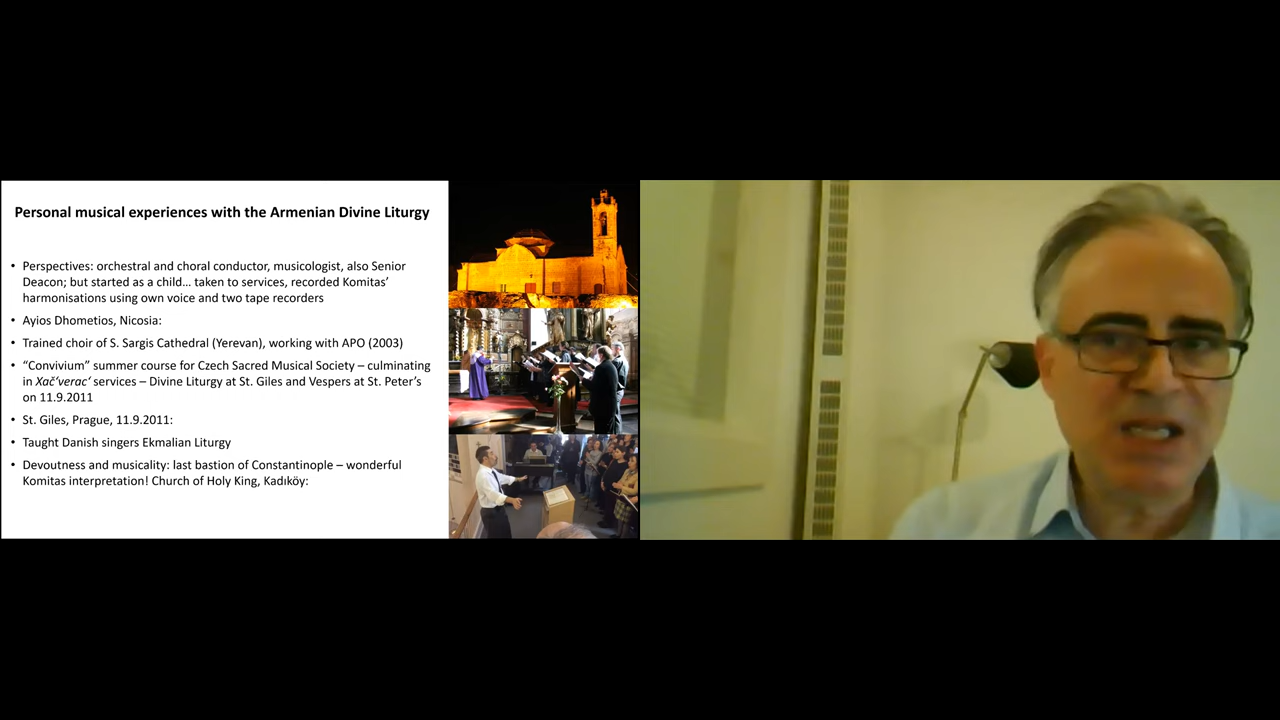 Personal musical experiences with the Armenian Divine Liturgy
• Perspectives: orchestral and choral conductor, musicologist, also Senior
Deacon; but started as a child… taken to services, recorded Komitas’
harmonisations using own voice and two tape recorders
• Ayios Dhometios, Nicosia:
• Trained choir of S. Sargis Cathedral (Yerevan), working with APO (2003)
• “Convivium” summer course for Czech Sacred Musical Society – culminating
in Xač‘verac‘ services – Divine Liturgy at St. Giles and Vespers at St. Peter’s
on 11.9.2011
• St. Giles, Prague, 11.9.2011:
• Taught Danish singers Ekmalian Liturgy
• Devoutness and musicality: last bastion of Constantinople – wonderful
Komitas interpretation! Church of Holy King, Kadıköy: